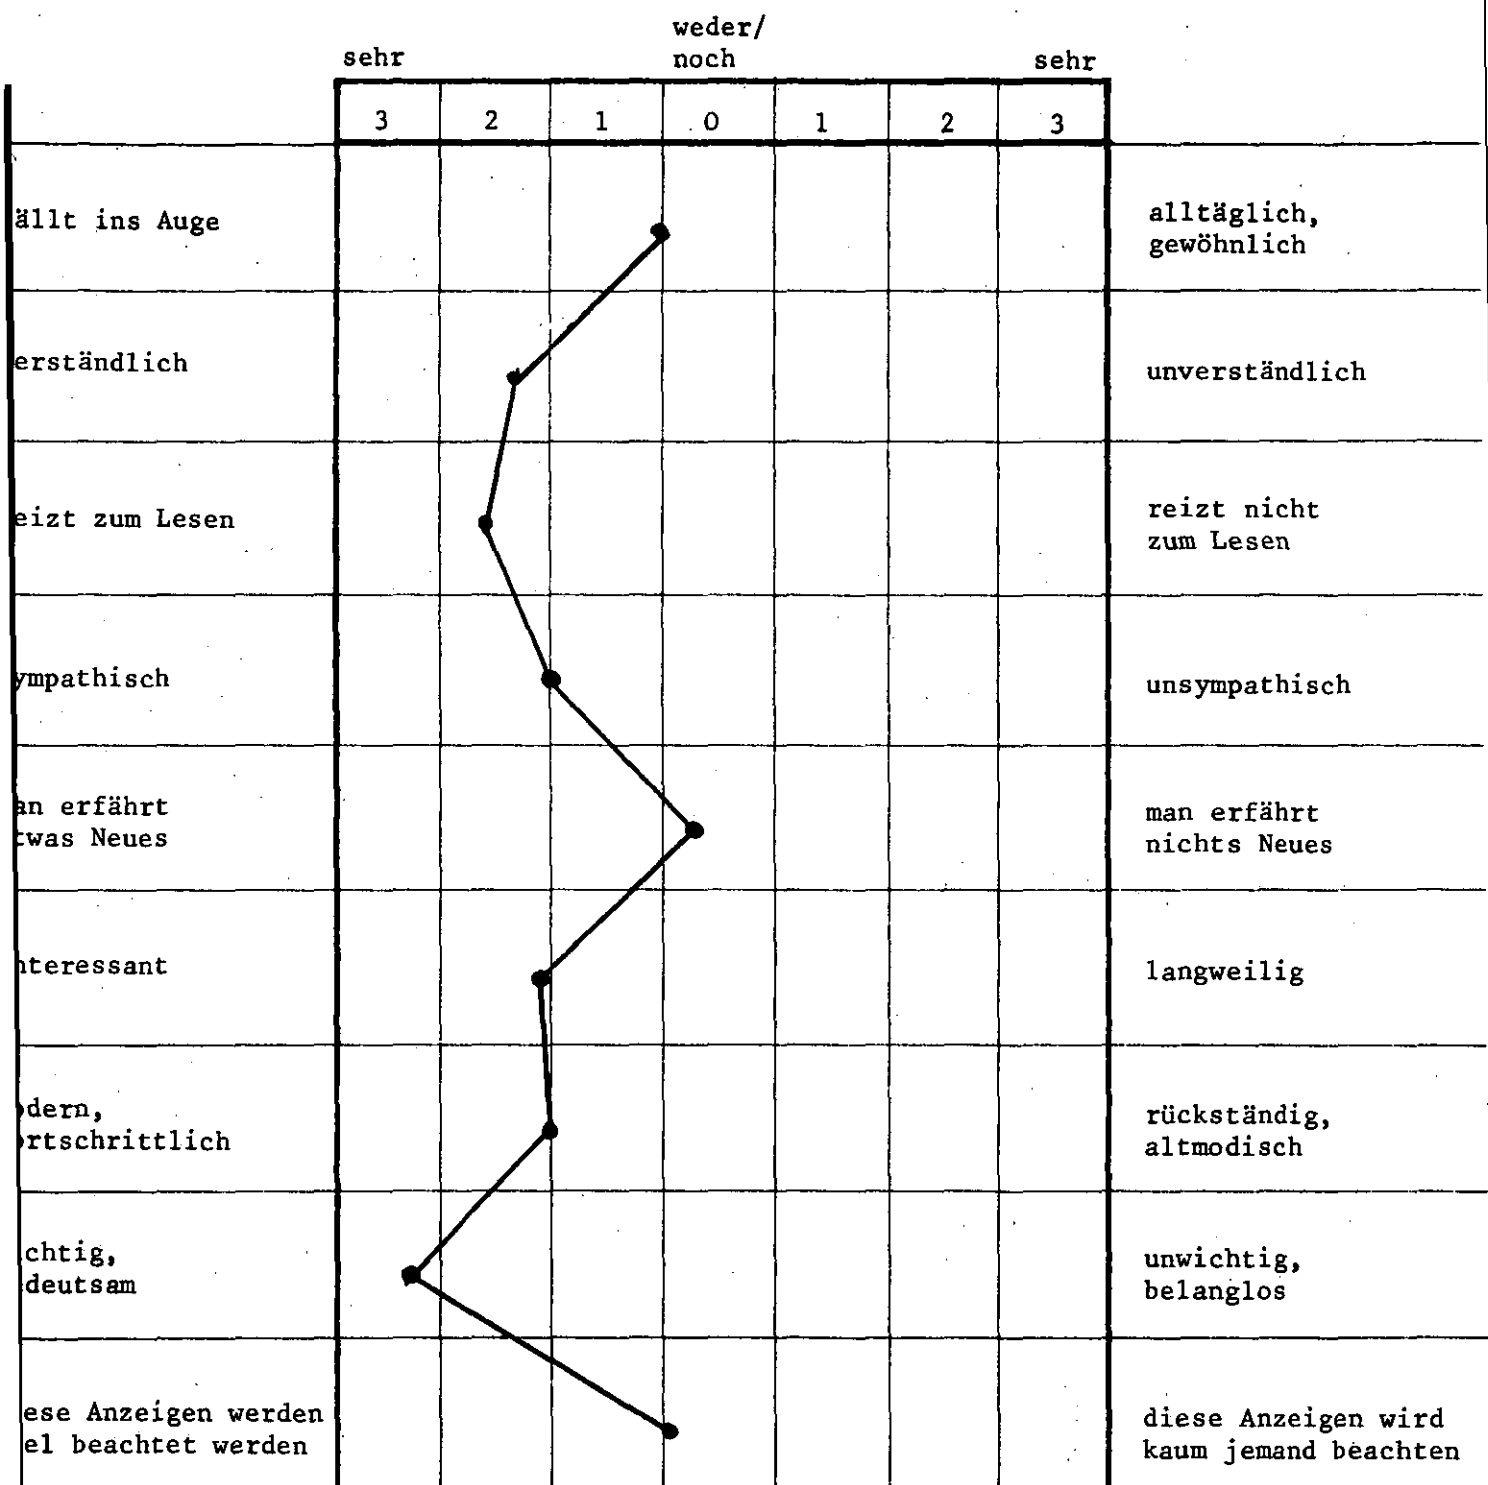 weder/
noch
sehr sehr
3 2 1 0 1 2 3
ällt ins Auge
alltäglich,
gewöhnlich
erständlich
unverständlich
eizt zum Lesen
reizt nicht
zum Lesen
ympathisch
unsympathisch
an erfährt
twas Neues
man erfährt
nichts Neues
nteressant
langweilig
dern,
rtschrittlich
rückständig,
altmodisch
chtig,
deutsam
unwichtig,
belanglos
ese Anzeigen werden
el beachtet werden
diese Anzeigen wird
kaum jemand beachten